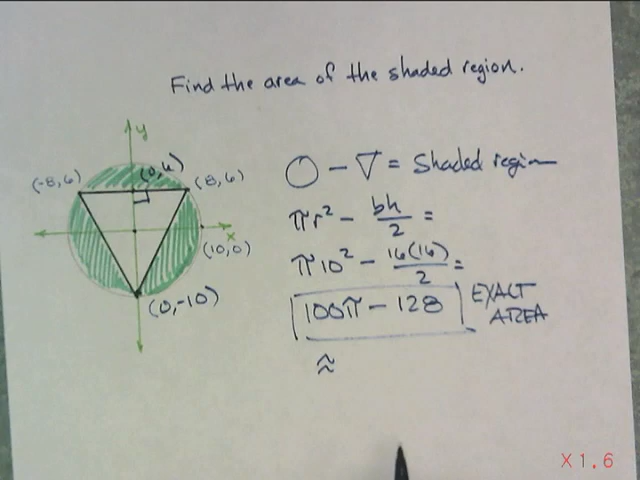 Find the area of the shaded region.
y
(-8,6)
(0,6)
(8,6)
x
(10,0)
(0,-10)
○ - ▽ = Shaded region
πr² - bh/2 =
π10² - 16(16)/2 =
100π - 128
EXACT
AREA
≈
X1.6